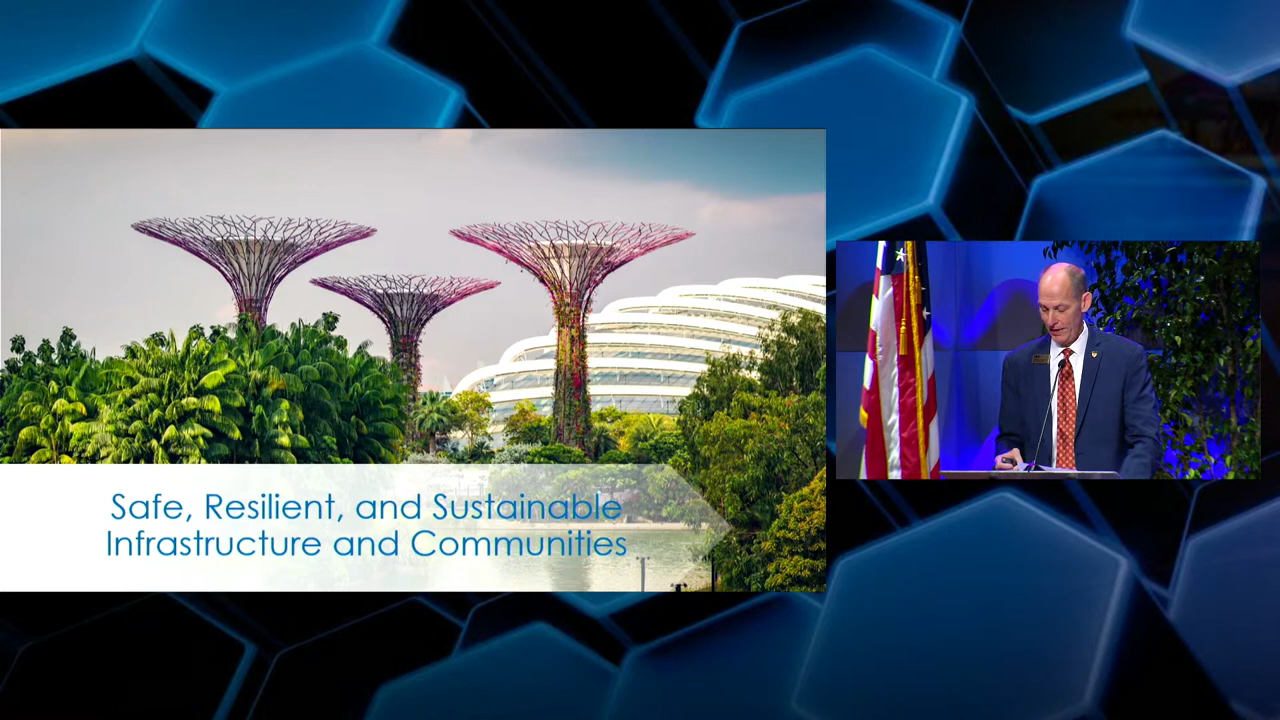 Safe, Resilient, and Sustainable
Infrastructure and Communities